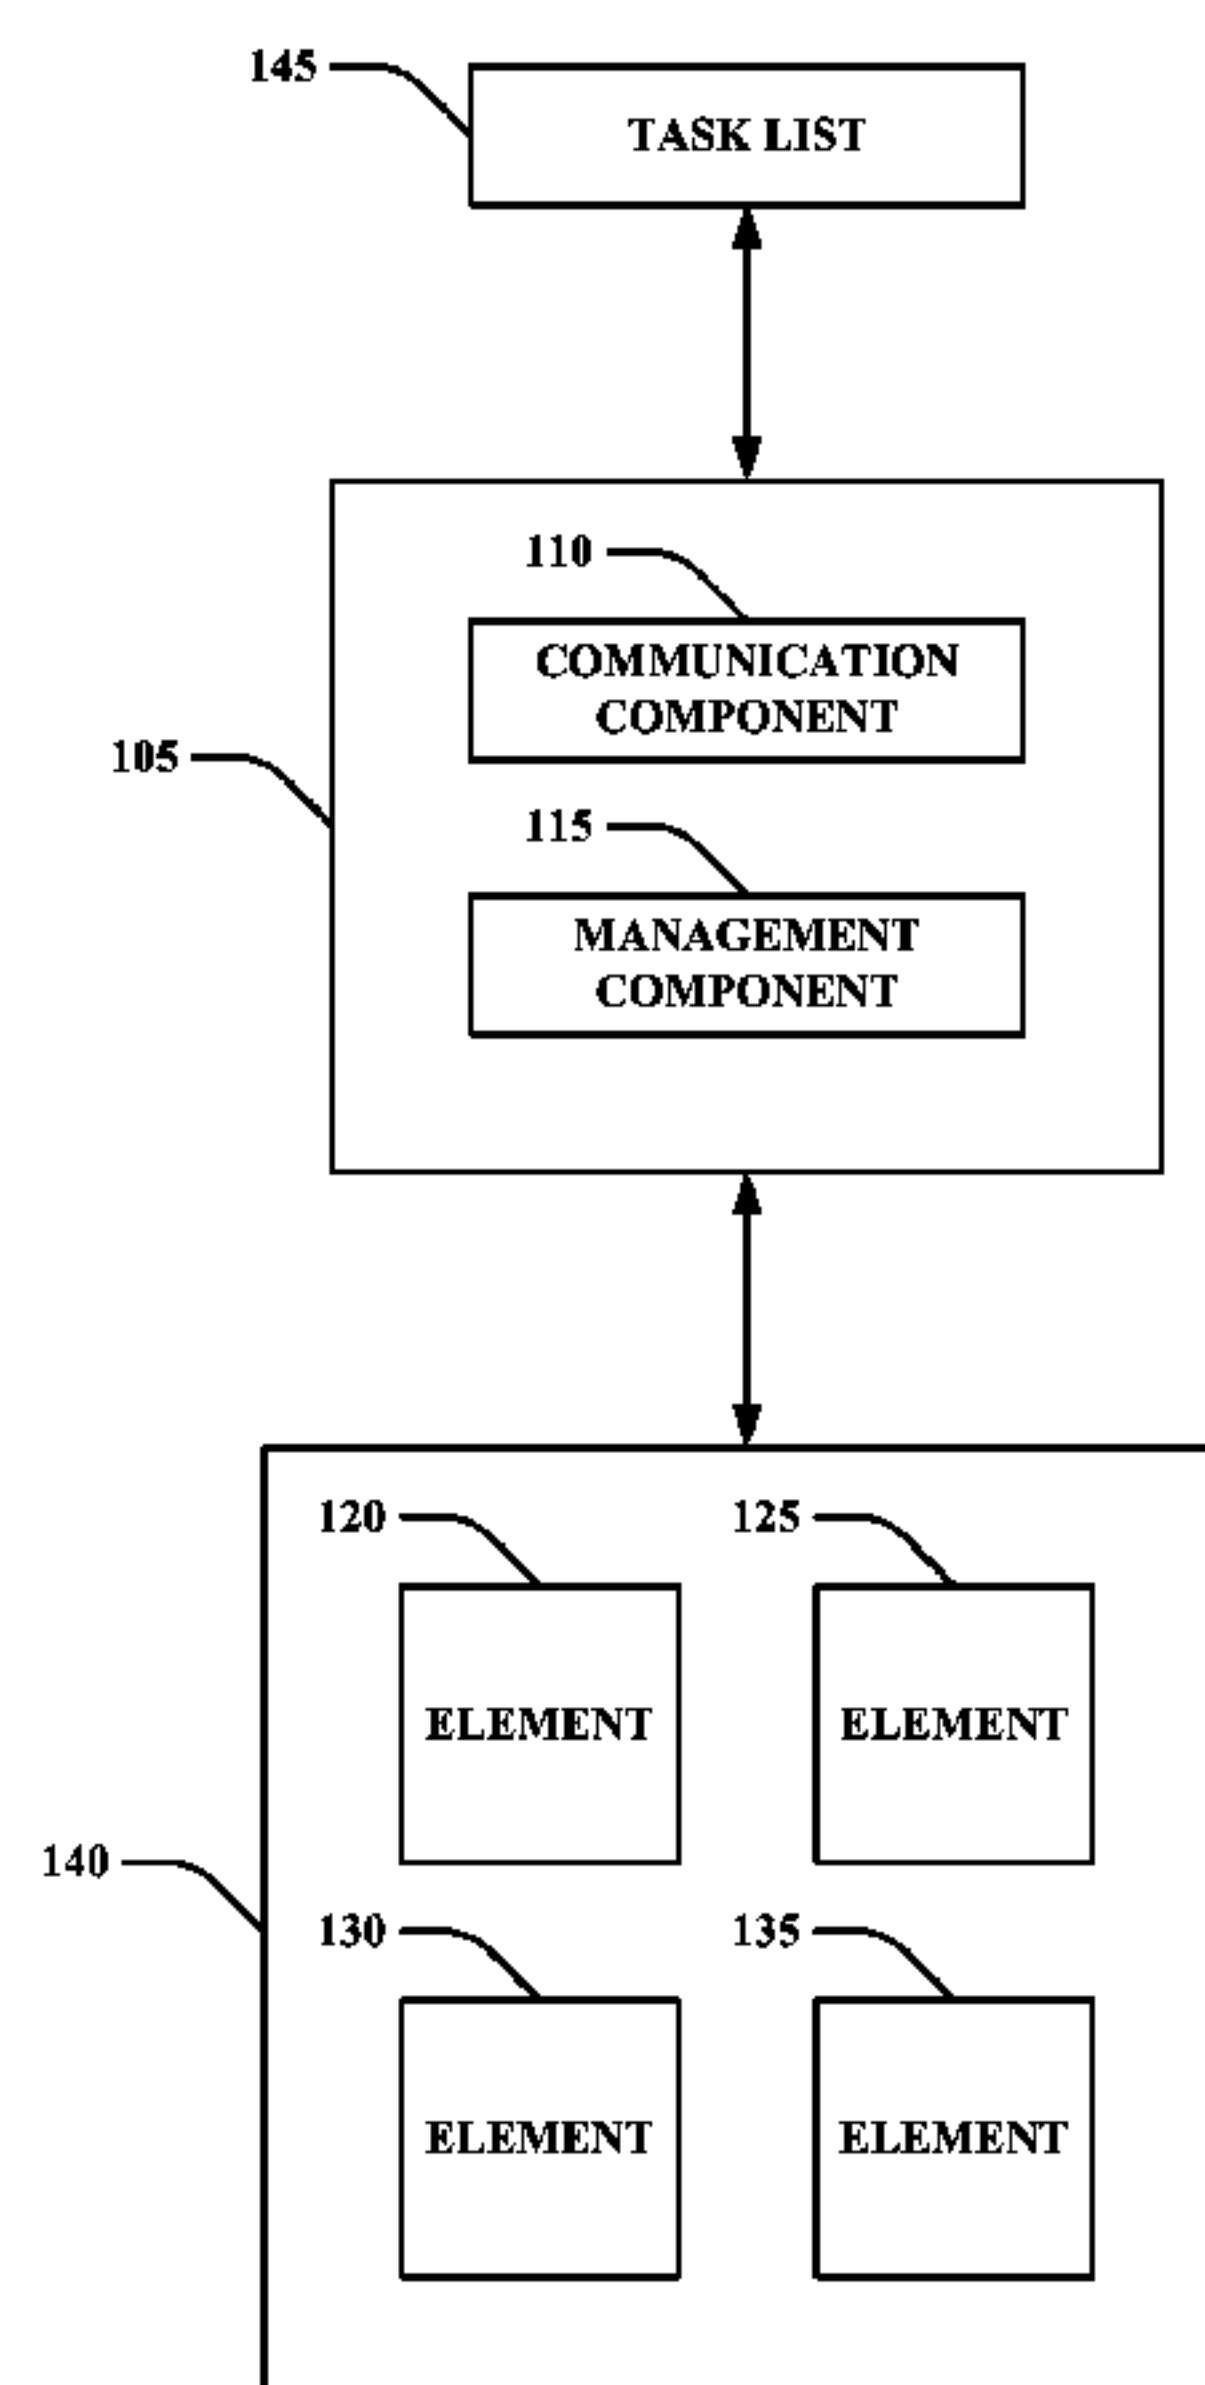 145
TASK LIST
110
COMMUNICATION
COMPONENT
105
115
MANAGEMENT
COMPONENT
120
125
ELEMENT
ELEMENT
140
130
135
ELEMENT
ELEMENT